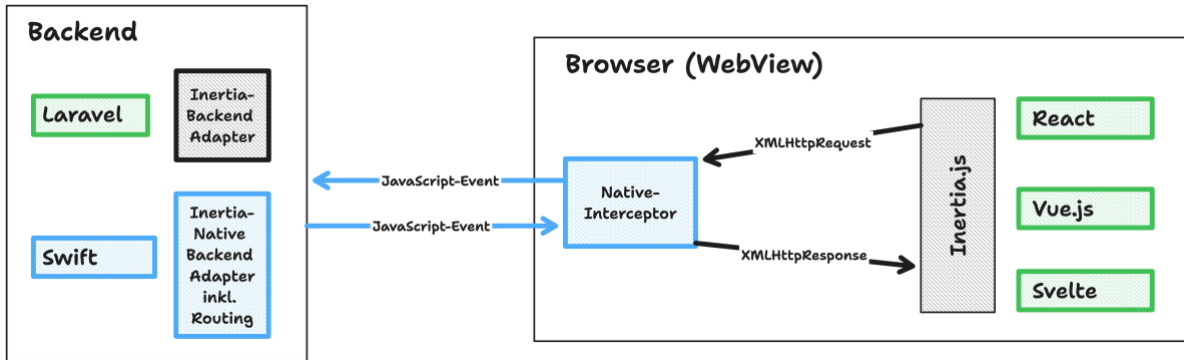 Backend
Laravel
Inertia-
Backend
Adapter
Swift
Inertia-
Native
Backend
Adapter
inkl.
Routing
JavaScript-Event
JavaScript-Event
Browser (WebView)
Native-
Interceptor
XMLHttpRequest
XMLHttpResponse
Inertia.js
React
Vue.js
Svelte